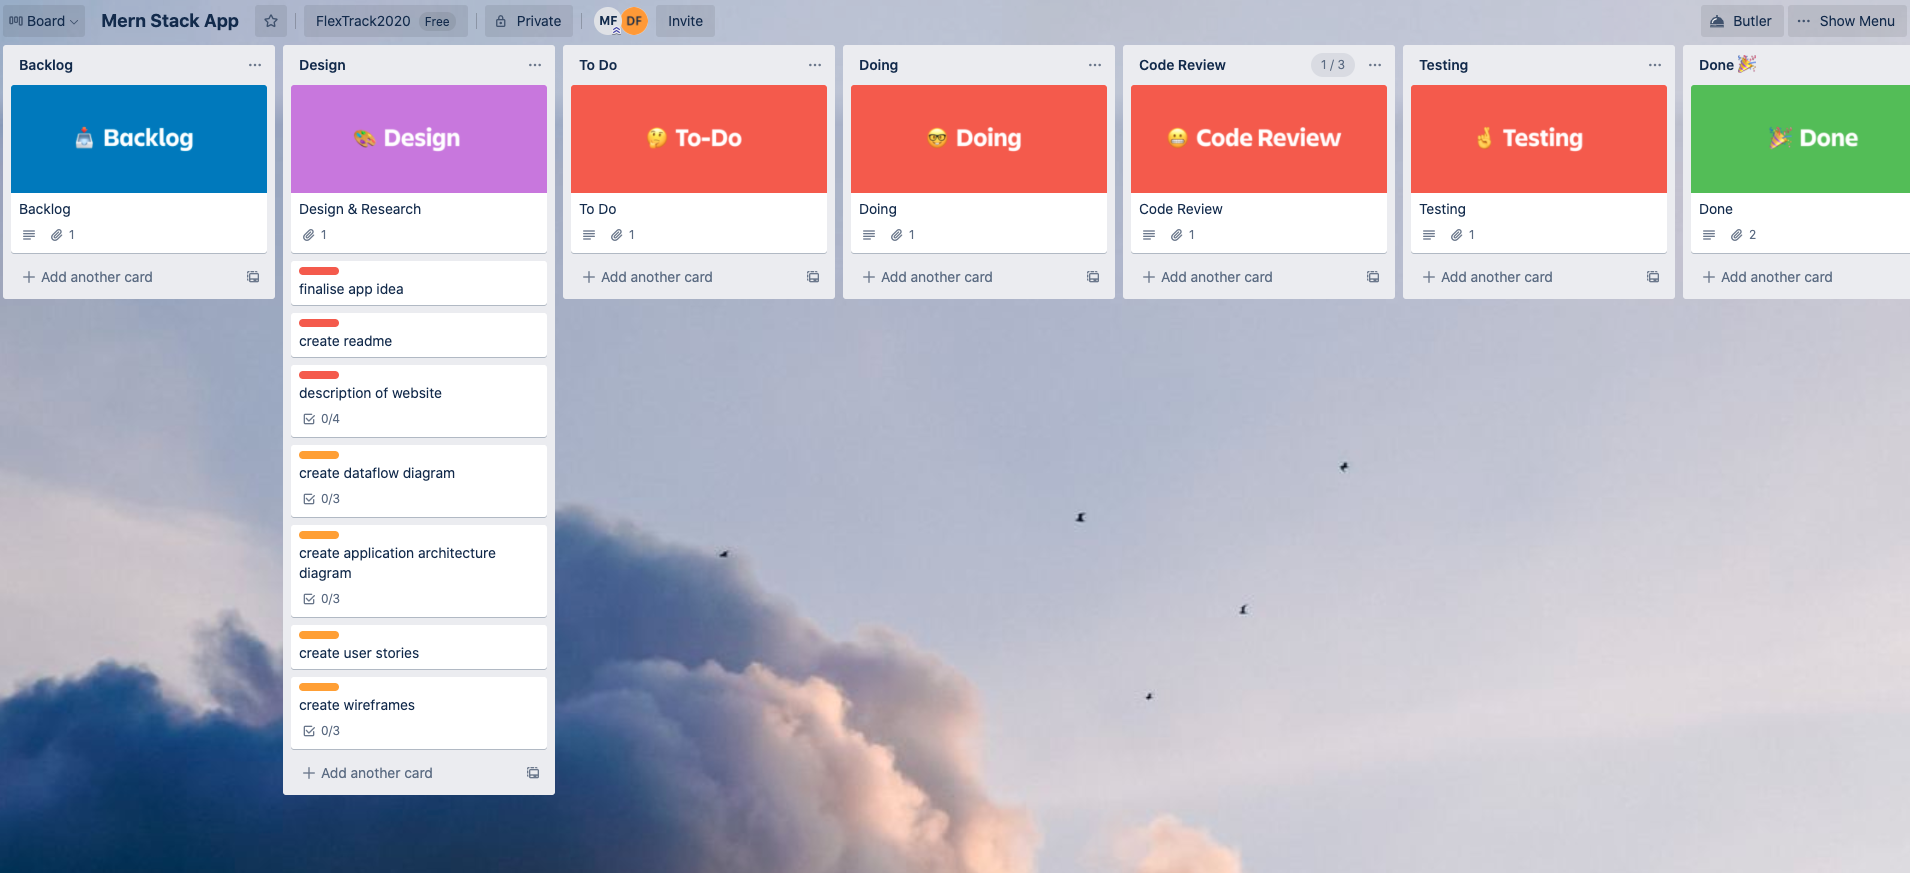 Board
Mern Stack App
FlexTrack2020 Free
Private
MF DF
Invite
Butler
Show Menu
Backlog
Backlog
Backlog
1
Add another card
Design
Design
Design & Research
1
finalise app idea
create readme
description of website
0/4
create dataflow diagram
0/3
create application architecture
diagram
0/3
create user stories
create wireframes
0/3
Add another card
To Do
To-Do
To Do
1
Add another card
Doing
Doing
Doing
1
Add another card
Code Review 1 / 3
Code Review
Code Review
1
Add another card
Testing
Testing
Testing
1
Add another card
Done 🎉
Done
Done
2
Add another card